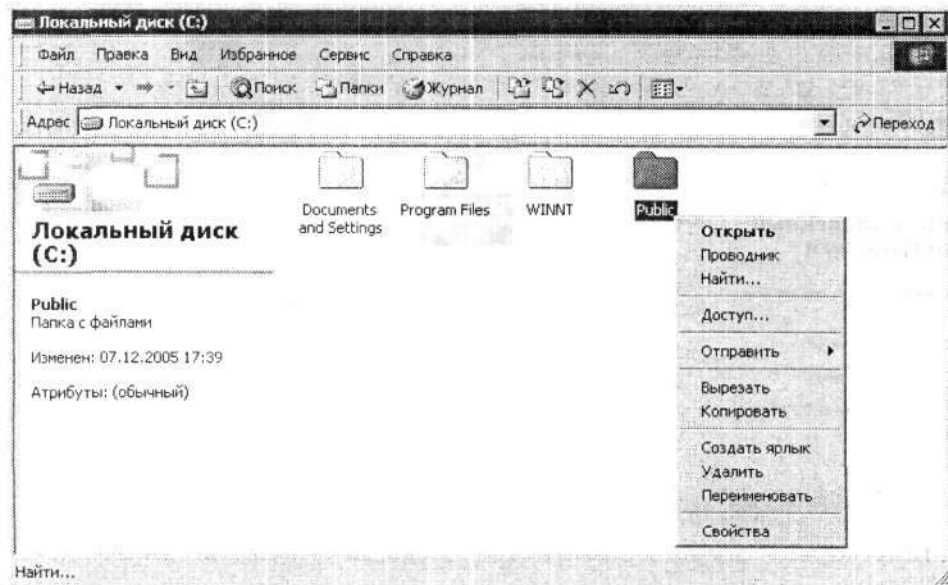 Локальный диск (C:)
Файл Правка Вид Избранное Сервис Справка
Назад Поиск Папки Журнал
Адрес Локальный диск (C:) Переход
Documents and Settings
Program Files
WINNT
Public
Локальный диск
(C:)
Public
Папка с файлами
Изменен: 07.12.2005 17:39
Атрибуты: (обычный)
Открыть
Проводник
Найти...
Доступ...
Отправить
Вырезать
Копировать
Создать ярлык
Удалить
Переименовать
Свойства
Найти...